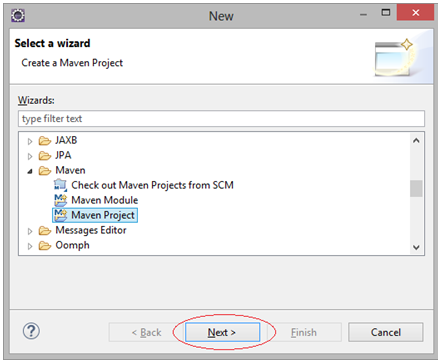 New
Select a wizard
Create a Maven Project
Wizards:
type filter text
JAXB
JPA
Maven
Check out Maven Projects from SCM
Maven Module
Maven Project
Messages Editor
Oomph
< Back Next > Finish Cancel